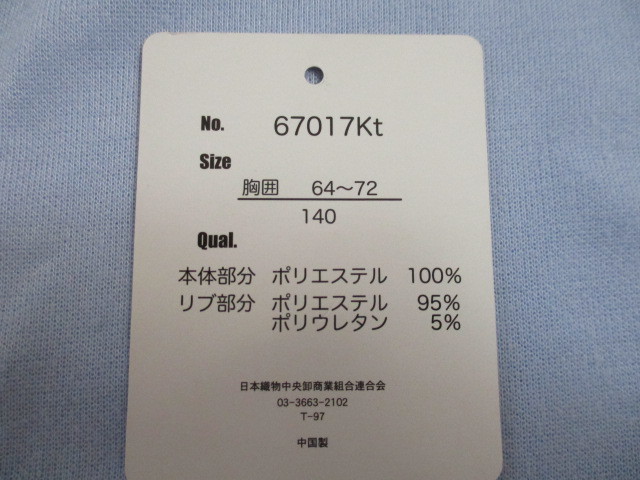 No. 67017Kt
Size
胸囲 64〜72
140
Qual.
本体部分 ポリエステル 100%
リブ部分 ポリエステル 95%
ポリウレタン 5%
日本織物中央卸商業組合連合会
03-3663-2102
T-97
中国製